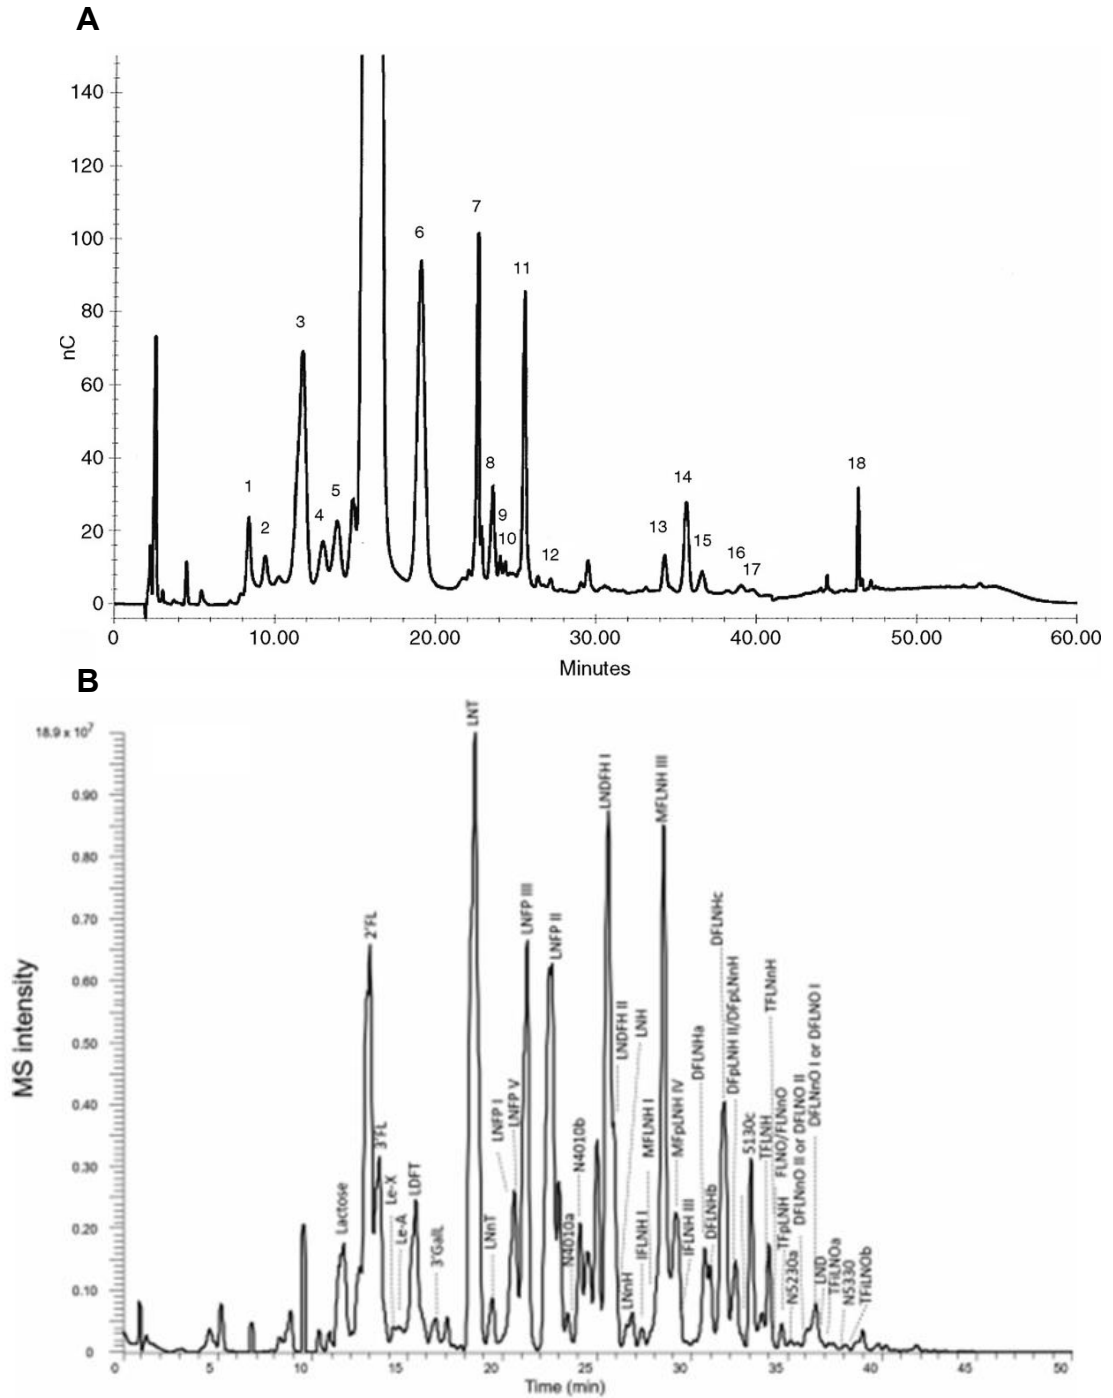 A
140
120
100
80
60
40
20
0
nC
1
2
3
4
5
6
7
8
9
10
11
12
13
14
15
16
17
18
0
10.00
20.00
30.00
40.00
50.00
60.00
Minutes
B
18.9 x 10⁷
0.90
0.80
0.70
0.60
0.50
0.40
0.30
0.20
0.10
0
MS intensity
Lactose
2'FL
3'FL
Le-X
Le-A
LDFT
3'GalL
LNT
LNnT
LNFP I
LNFP V
LNFP III
LNFP II
N4010a
N4010b
LNDFH I
LNDFH II
LNH
LNnH
IFLNH I
MFLNH I
MFLNH III
MFpLNH IV
IFLNH III
DFLNHa
DFLNHb
DFLNHc
DFpLNH II/DFpLNnH
5130c
TFLNH
TFLNnH
TFpLNH
FLNO/FLNnO
N5230a
DFLNnO II or DFLNO II
DFLNnO I or DFLNO I
LND
TFiLNOa
N5330
TFiLNOb
0
5
10
15
20
25
30
35
40
45
50
Time (min)